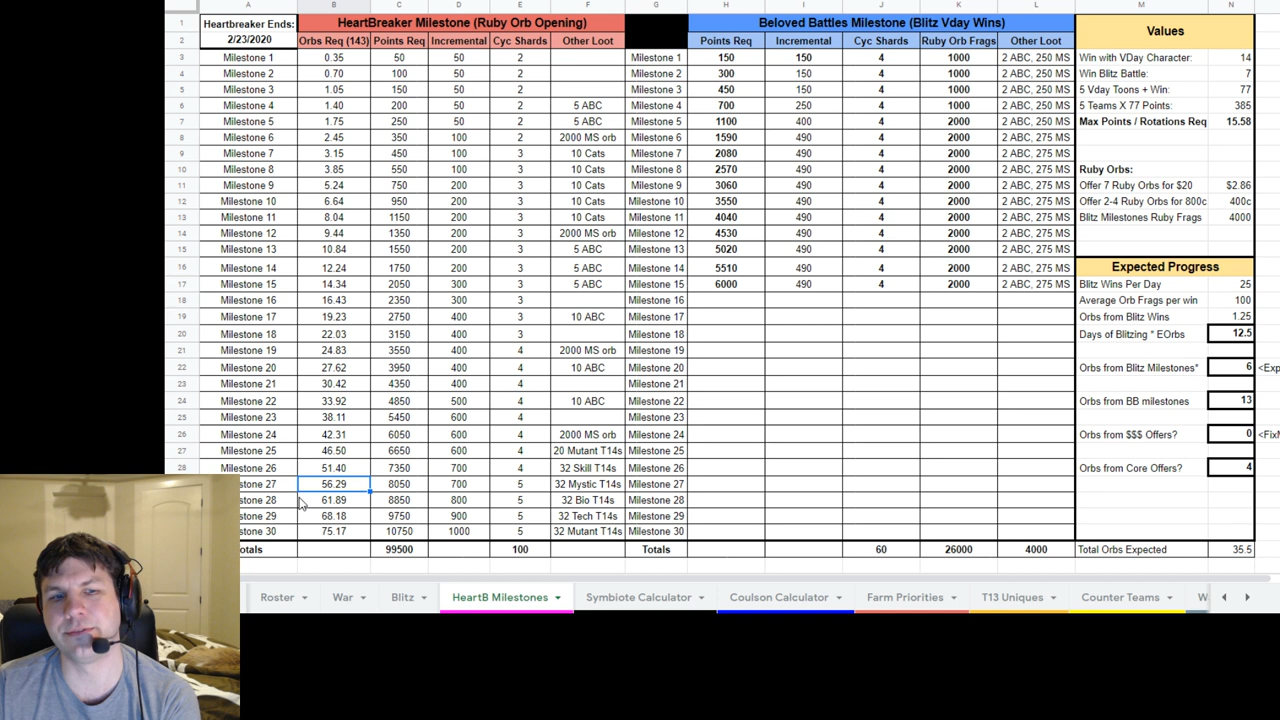 A B C D E F G H I J K L M N
1 Heartbreaker Ends: HeartBreaker Milestone (Ruby Orb Opening) Beloved Battles Milestone (Blitz Vday Wins) Values
2 2/23/2020 Orbs Req (143) Points Req Incremental Cyc Shards Other Loot Points Req Incremental Cyc Shards Ruby Orb Frags Other Loot
3 Milestone 1 0.35 50 50 2 Milestone 1 150 150 4 1000 2 ABC, 250 MS Win with VDay Character: 14
4 Milestone 2 0.70 100 50 2 Milestone 2 300 150 4 1000 2 ABC, 250 MS Win Blitz Battle: 7
5 Milestone 3 1.05 150 50 2 Milestone 3 450 150 4 1000 2 ABC, 250 MS 5 Vday Toons + Win: 77
6 Milestone 4 1.40 200 50 2 5 ABC Milestone 4 700 250 4 1000 2 ABC, 250 MS 5 Teams X 77 Points: 385
7 Milestone 5 1.75 250 50 2 5 ABC Milestone 5 1100 400 4 2000 2 ABC, 275 MS Max Points / Rotations Req 15.58
8 Milestone 6 2.45 350 100 2 2000 MS orb Milestone 6 1590 490 4 2000 2 ABC, 275 MS
9 Milestone 7 3.15 450 100 3 10 Cats Milestone 7 2080 490 4 2000 2 ABC, 275 MS
10 Milestone 8 3.85 550 100 3 10 Cats Milestone 8 2570 490 4 2000 2 ABC, 275 MS Ruby Orbs:
11 Milestone 9 5.24 750 200 3 10 Cats Milestone 9 3060 490 4 2000 2 ABC, 275 MS Offer 7 Ruby Orbs for $20 $2.86
12 Milestone 10 6.64 950 200 3 10 Cats Milestone 10 3550 490 4 2000 2 ABC, 275 MS Offer 2-4 Ruby Orbs for 800c 400c
13 Milestone 11 8.04 1150 200 3 10 Cats Milestone 11 4040 490 4 2000 2 ABC, 275 MS Blitz Milestones Ruby Frags 4000
14 Milestone 12 9.44 1350 200 3 2000 MS orb Milestone 12 4530 490 4 2000 2 ABC, 275 MS
15 Milestone 13 10.84 1550 200 3 5 ABC Milestone 13 5020 490 4 2000 2 ABC, 275 MS
16 Milestone 14 12.24 1750 200 3 5 ABC Milestone 14 5510 490 4 2000 2 ABC, 275 MS Expected Progress
17 Milestone 15 14.34 2050 300 3 5 ABC Milestone 15 6000 490 4 2000 2 ABC, 275 MS Blitz Wins Per Day 25
18 Milestone 16 16.43 2350 300 3 Milestone 16 Average Orb Frags per win 100
19 Milestone 17 19.23 2750 400 3 10 ABC Milestone 17 Orbs from Blitz Wins 1.25
20 Milestone 18 22.03 3150 400 3 Milestone 18 Days of Blitzing * EOrbs 12.5
21 Milestone 19 24.83 3550 400 4 2000 MS orb Milestone 19
22 Milestone 20 27.62 3950 400 4 10 ABC Milestone 20 Orbs from Blitz Milestones* 6 <Exp
23 Milestone 21 30.42 4350 400 4 Milestone 21
24 Milestone 22 33.92 4850 500 4 10 ABC Milestone 22 Orbs from BB milestones 13
25 Milestone 23 38.11 5450 600 4 Milestone 23
26 Milestone 24 42.31 6050 600 4 2000 MS orb Milestone 24 Orbs from $$$ Offers? 0 <FixM
27 Milestone 25 46.50 6650 600 4 20 Mutant T14s Milestone 25
28 Milestone 26 51.40 7350 700 4 32 Skill T14s Milestone 26 Orbs from Core Offers? 4
stone 27 56.29 8050 700 5 32 Mystic T14s Milestone 27
stone 28 61.89 8850 800 5 32 Bio T14s Milestone 28
stone 29 68.18 9750 900 5 32 Tech T14s Milestone 29
stone 30 75.17 10750 1000 5 32 Mutant T14s Milestone 30
otals 99500 100 Totals 60 26000 4000 Total Orbs Expected 35.5
Roster War Blitz HeartB Milestones Symbiote Calculator Coulson Calculator Farm Priorities T13 Uniques Counter Teams W